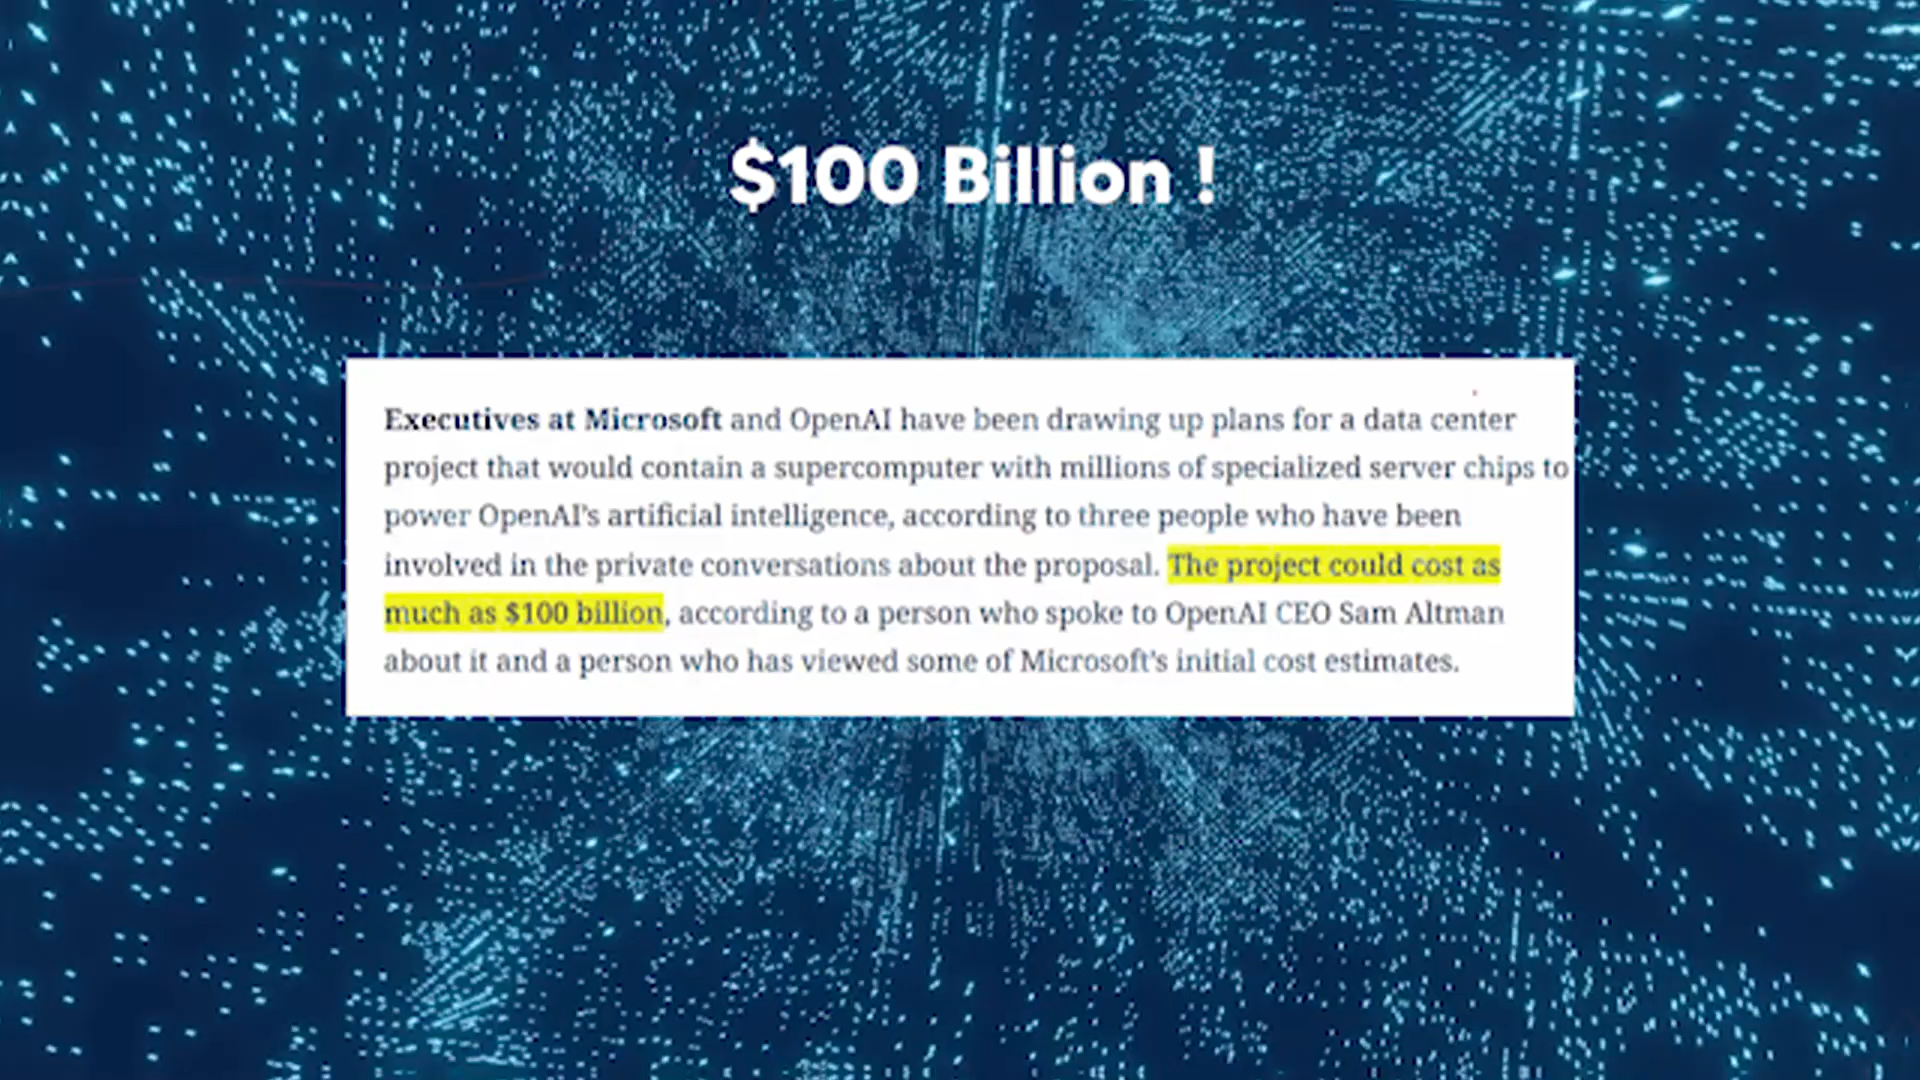 $100 Billion !
Executives at Microsoft and OpenAI have been drawing up plans for a data center
project that would contain a supercomputer with millions of specialized server chips to
power OpenAI’s artificial intelligence, according to three people who have been
involved in the private conversations about the proposal. The project could cost as
much as $100 billion, according to a person who spoke to OpenAI CEO Sam Altman
about it and a person who has viewed some of Microsoft’s initial cost estimates.